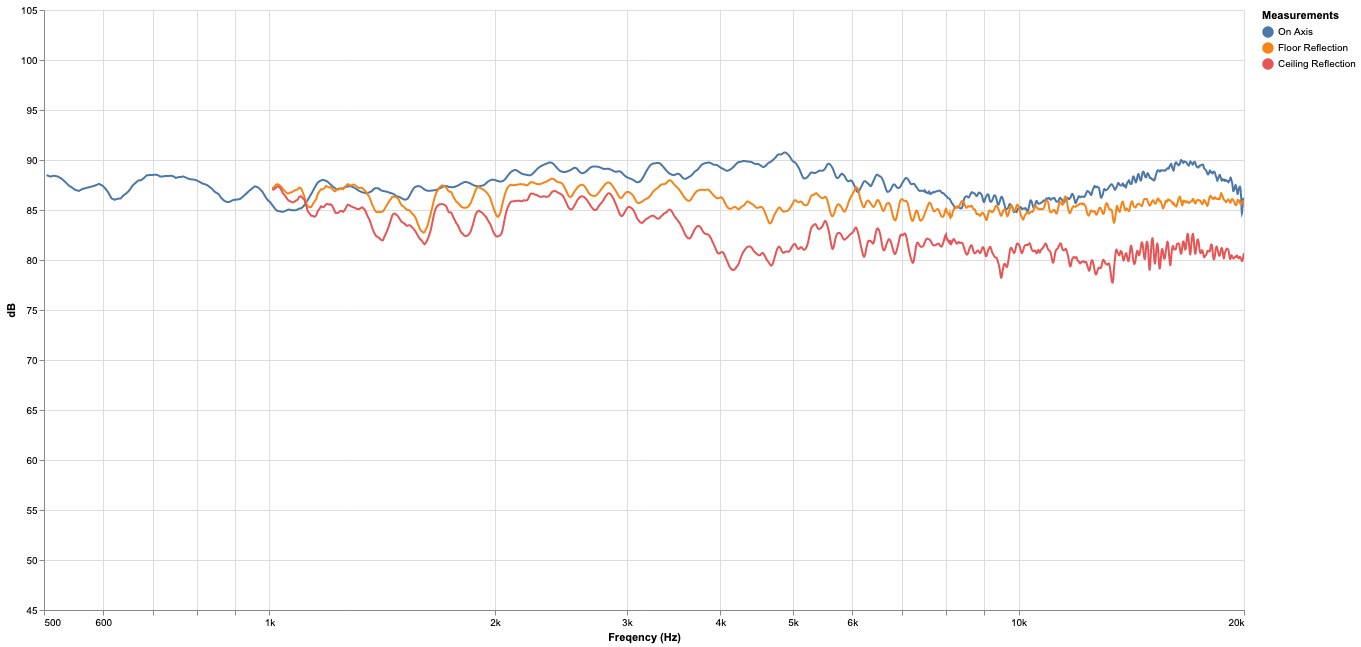 105
100
95
90
85
80
75
70
65
60
55
50
45
dB
500 600 1k 2k 3k 4k 5k 6k 10k 20k
Freqency (Hz)
Measurements
On Axis
Floor Reflection
Ceiling Reflection